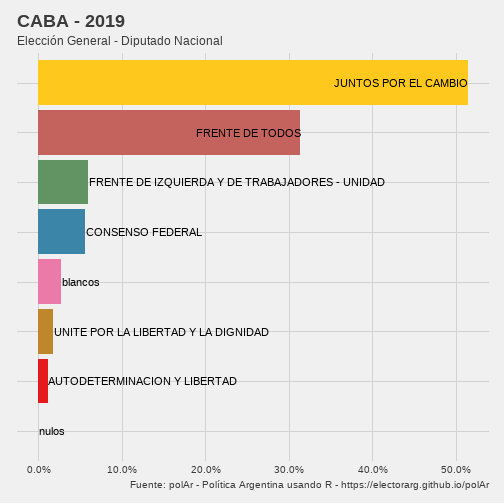 CABA - 2019
Elección General - Diputado Nacional
JUNTOS POR EL CAMBIO
FRENTE DE TODOS
FRENTE DE IZQUIERDA Y DE TRABAJADORES - UNIDAD
CONSENSO FEDERAL
blancos
UNITE POR LA LIBERTAD Y LA DIGNIDAD
AUTODETERMINACION Y LIBERTAD
nulos
0.0% 10.0% 20.0% 30.0% 40.0% 50.0%
Fuente: polAr - Política Argentina usando R - https://electorarg.github.io/polAr